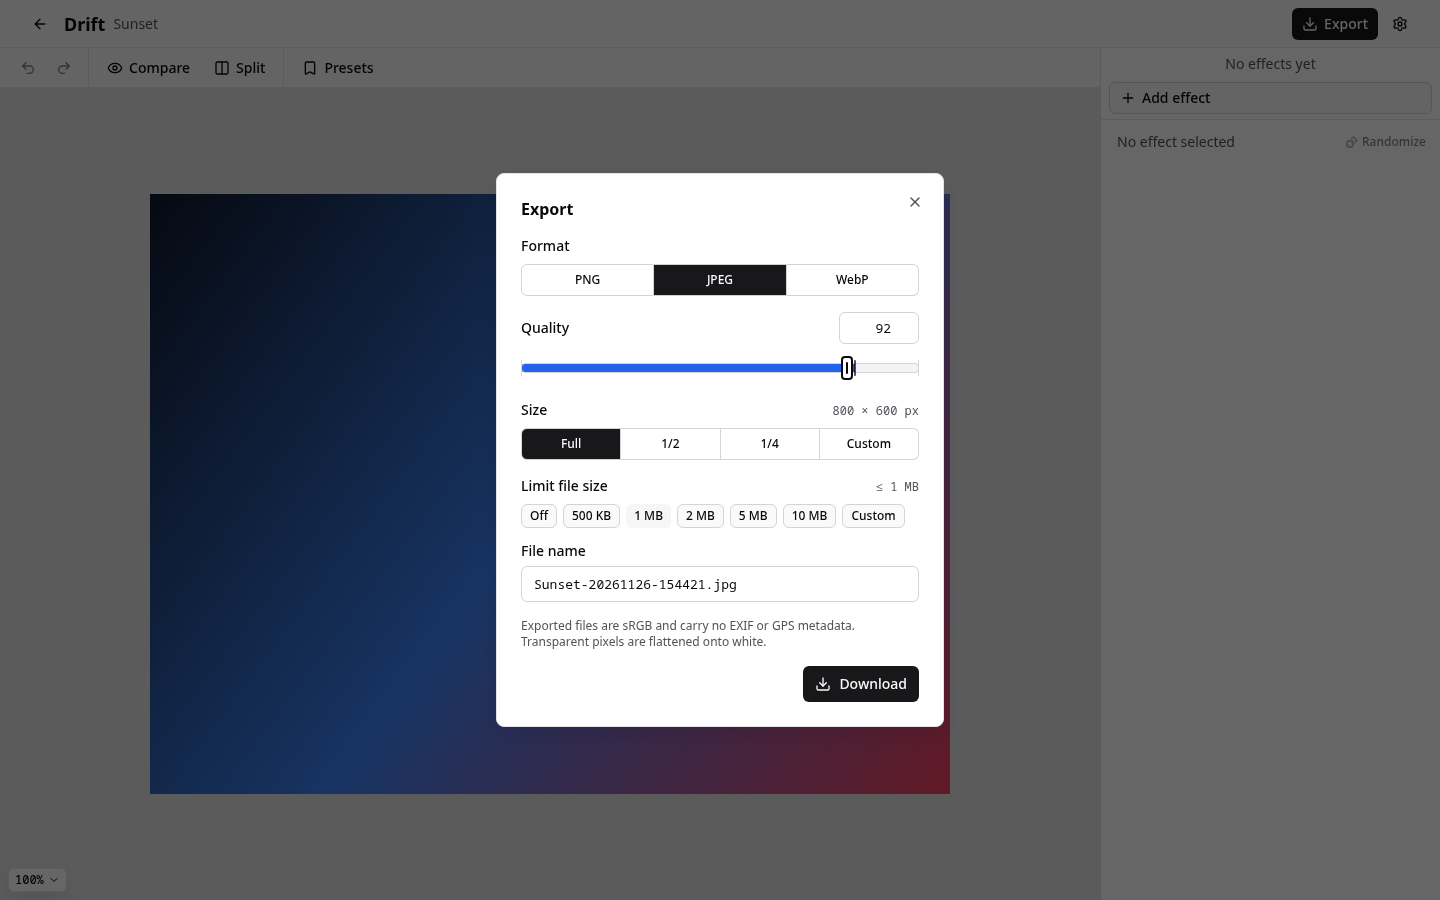 Drift Sunset Export
Compare Split Presets
No effects yet
Add effect
No effect selected Randomize
Export
Format
PNG JPEG WebP
Quality 92
Size 800 × 600 px
Full 1/2 1/4 Custom
Limit file size ≤ 1 MB
Off 500 KB 1 MB 2 MB 5 MB 10 MB Custom
File name
Sunset-20261126-154421.jpg
Exported files are sRGB and carry no EXIF or GPS metadata.
Transparent pixels are flattened onto white.
Download
100%